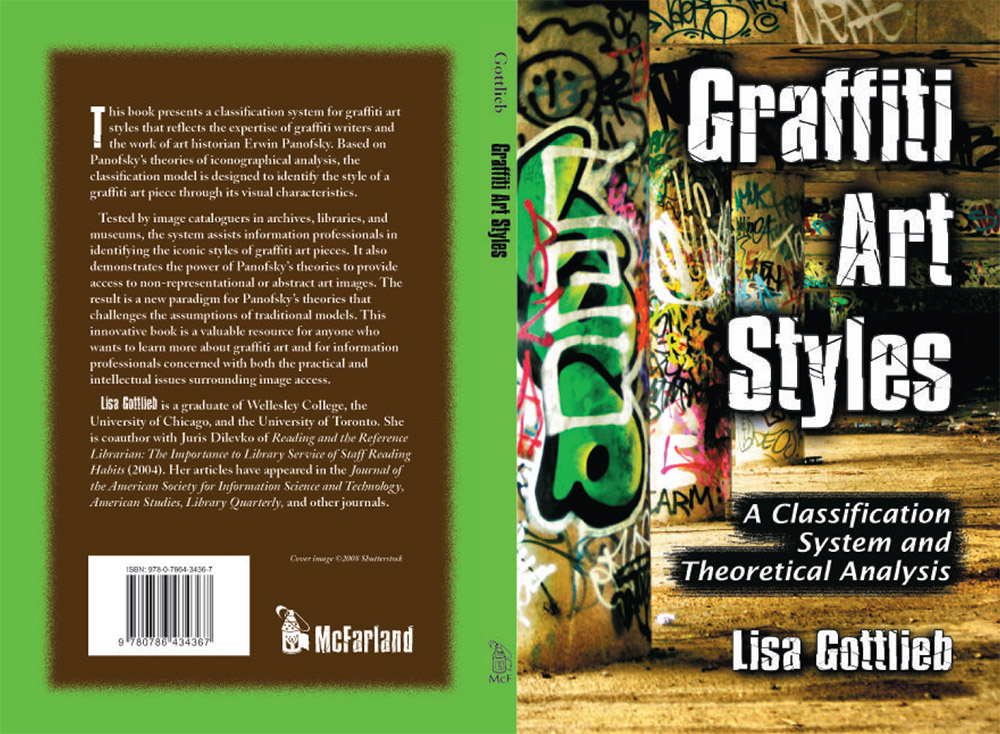 This book presents a classification system for graffiti art
styles that reflects the expertise of graffiti writers and
the work of art historian Erwin Panofsky. Based on
Panofsky's theories of iconographical analysis, the
classification model is designed to identify the style of a
graffiti art piece through its visual characteristics.
Tested by image cataloguers in archives, libraries, and
museums, the system assists information professionals in
identifying the iconic styles of graffiti art pieces. It also
demonstrates the power of Panofsky's theories to provide
access to non-representational or abstract art images. The
result is a new paradigm for Panofsky's theories that
challenges the assumptions of traditional models. This
innovative book is a valuable resource for anyone who
wants to learn more about graffiti art and for information
professionals concerned with both the practical and
intellectual issues surrounding image access.
Lisa Gottlieb is a graduate of Wellesley College, the
University of Chicago, and the University of Toronto. She
is coauthor with Juris Dilevko of Reading and the Reference
Librarian: The Importance to Library Service of Staff Reading
Habits (2004). Her articles have appeared in the Journal of
the American Society for Information Science and Technology,
American Studies, Library Quarterly, and other journals.
Cover image ©2008 Shutterstock
ISBN: 978-0-7864-3436-7
9 780786 434367
McFarland
Gottlieb
Graffiti Art Styles
McF
Graffiti
Art
Styles
CARM
A Classification
System and
Theoretical Analysis
Lisa Gottlieb